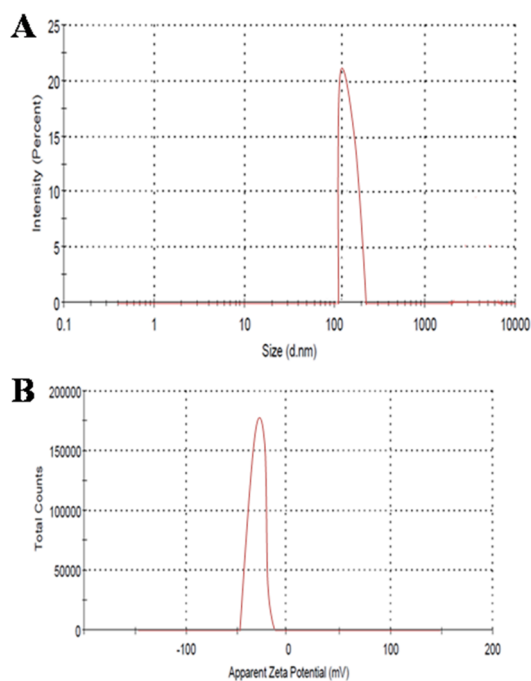 A
25
20
15
10
5
0
Intensity (Percent)
0.1 1 10 100 1000 10000
Size (d.nm)
B
200000
150000
100000
50000
0
Total Counts
-100 0 100 200
Apparent Zeta Potential (mV)